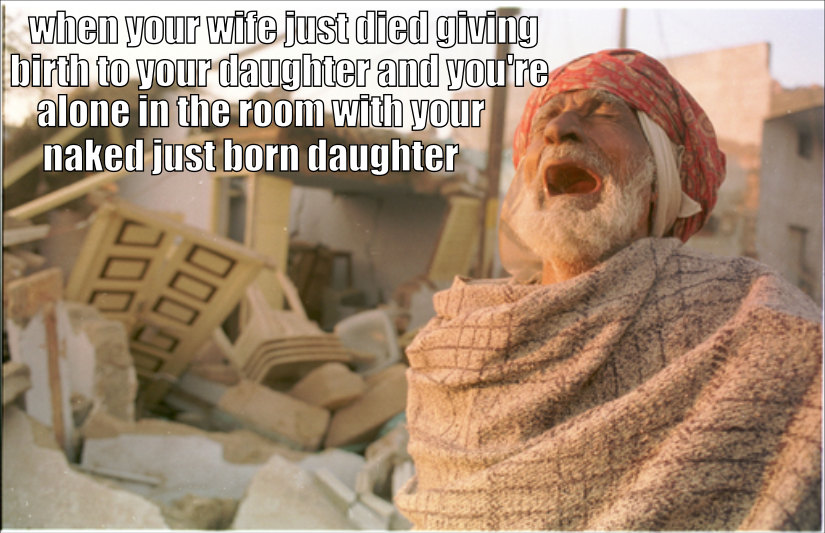 when your wife just died giving
birth to your daughter and you're
alone in the room with your
naked just born daughter